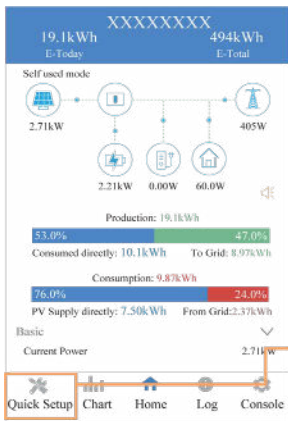 XXXXXXXX
19.1kWh 494kWh
E-Today E-Total
Self used mode
2.71kW 405W
2.21kW 0.00W 60.0W
Production: 19.1kWh
53.0% 47.0%
Consumed directly: 10.1kWh To Grid: 8.97kWh
Consumption: 9.87kWh
76.0% 24.0%
PV Supply directly: 7.50kWh From Grid:2.37kWh
Basic
Current Power 2.71kW
Quick Setup Chart Home Log Console